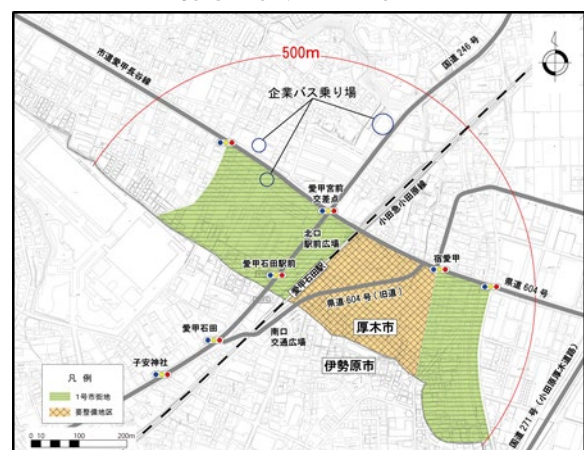 500m
国道246号
市道愛甲長谷線
企業バス乗り場
愛甲宮前
交差点
小田急小田原線
北口
駅前広場
宿愛甲
愛甲石田駅前
愛甲石田駅
県道604号(旧道)
県道604号
厚木市
愛甲石田
南口
交通広場
伊勢原市
子安神社
国道271号(小田原厚木道路)
凡例
1号市街地
要整備地区
0 10 100 200m